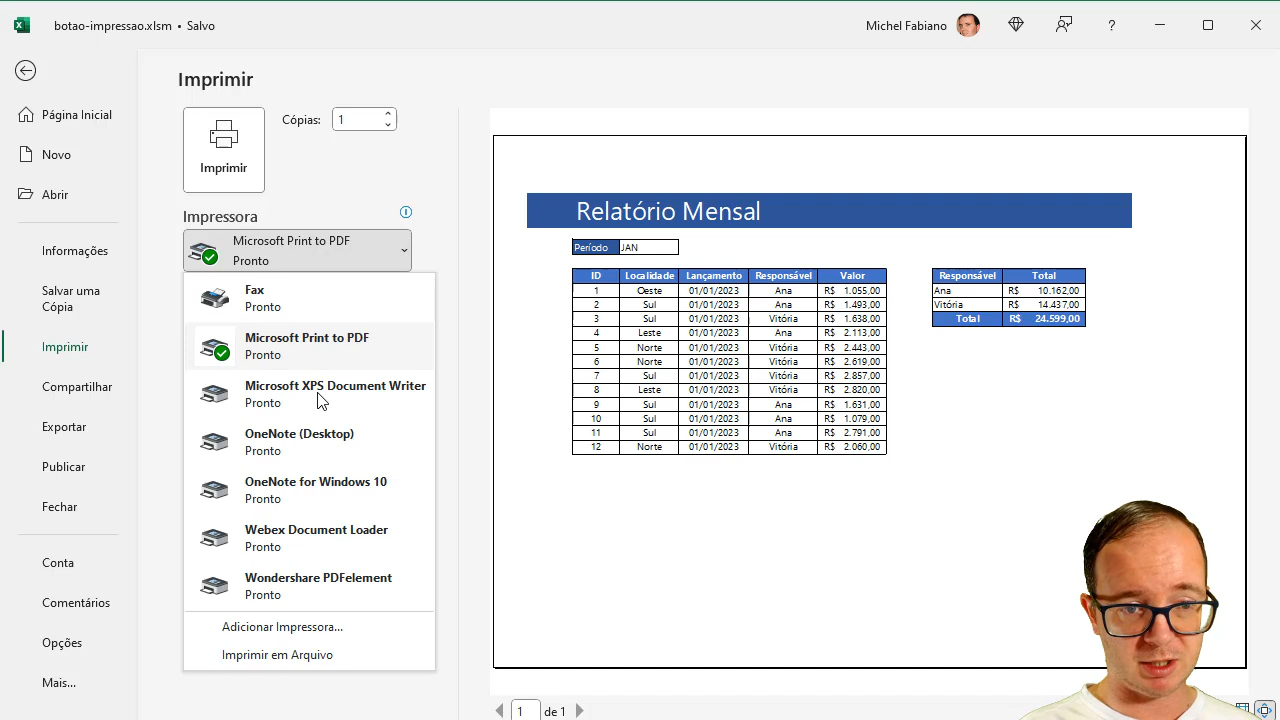 botao-impressao.xlsm • Salvo
Michel Fabiano
?
Imprimir
Página Inicial
Novo
Abrir
Informações
Salvar uma
Cópia
Imprimir
Compartilhar
Exportar
Publicar
Fechar
Conta
Comentários
Opções
Mais...
Imprimir
Cópias: 1
Impressora
Microsoft Print to PDF
Pronto
Fax
Pronto
Microsoft Print to PDF
Pronto
Microsoft XPS Document Writer
Pronto
OneNote (Desktop)
Pronto
OneNote for Windows 10
Pronto
Webex Document Loader
Pronto
Wondershare PDFelement
Pronto
Adicionar Impressora...
Imprimir em Arquivo
Relatório Mensal
Período JAN
ID Localidade Lançamento Responsável Valor
1 Oeste 01/01/2023 Ana R$ 1.055,00
2 Sul 01/01/2023 Ana R$ 1.493,00
3 Sul 01/01/2023 Vitória R$ 1.638,00
4 Leste 01/01/2023 Ana R$ 2.113,00
5 Norte 01/01/2023 Vitória R$ 2.443,00
6 Norte 01/01/2023 Vitória R$ 2.619,00
7 Sul 01/01/2023 Vitória R$ 2.857,00
8 Leste 01/01/2023 Vitória R$ 2.820,00
9 Sul 01/01/2023 Ana R$ 1.631,00
10 Sul 01/01/2023 Ana R$ 1.079,00
11 Sul 01/01/2023 Ana R$ 2.791,00
12 Norte 01/01/2023 Vitória R$ 2.060,00
Responsável Total
Ana R$ 10.162,00
Vitória R$ 14.437,00
Total R$ 24.599,00
1 de 1